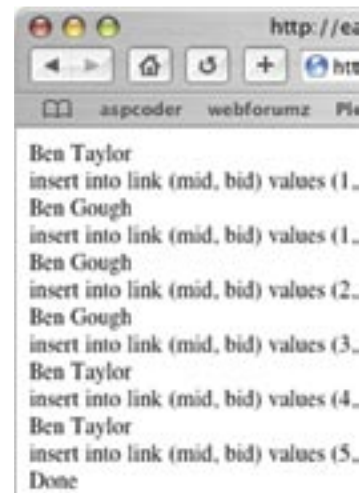 http://ea
htt
aspcoder webforumz Ple
Ben Taylor
insert into link (mid, bid) values (1,
Ben Gough
insert into link (mid, bid) values (1,
Ben Gough
insert into link (mid, bid) values (2,
Ben Gough
insert into link (mid, bid) values (3,
Ben Taylor
insert into link (mid, bid) values (4,
Ben Taylor
insert into link (mid, bid) values (5,
Done